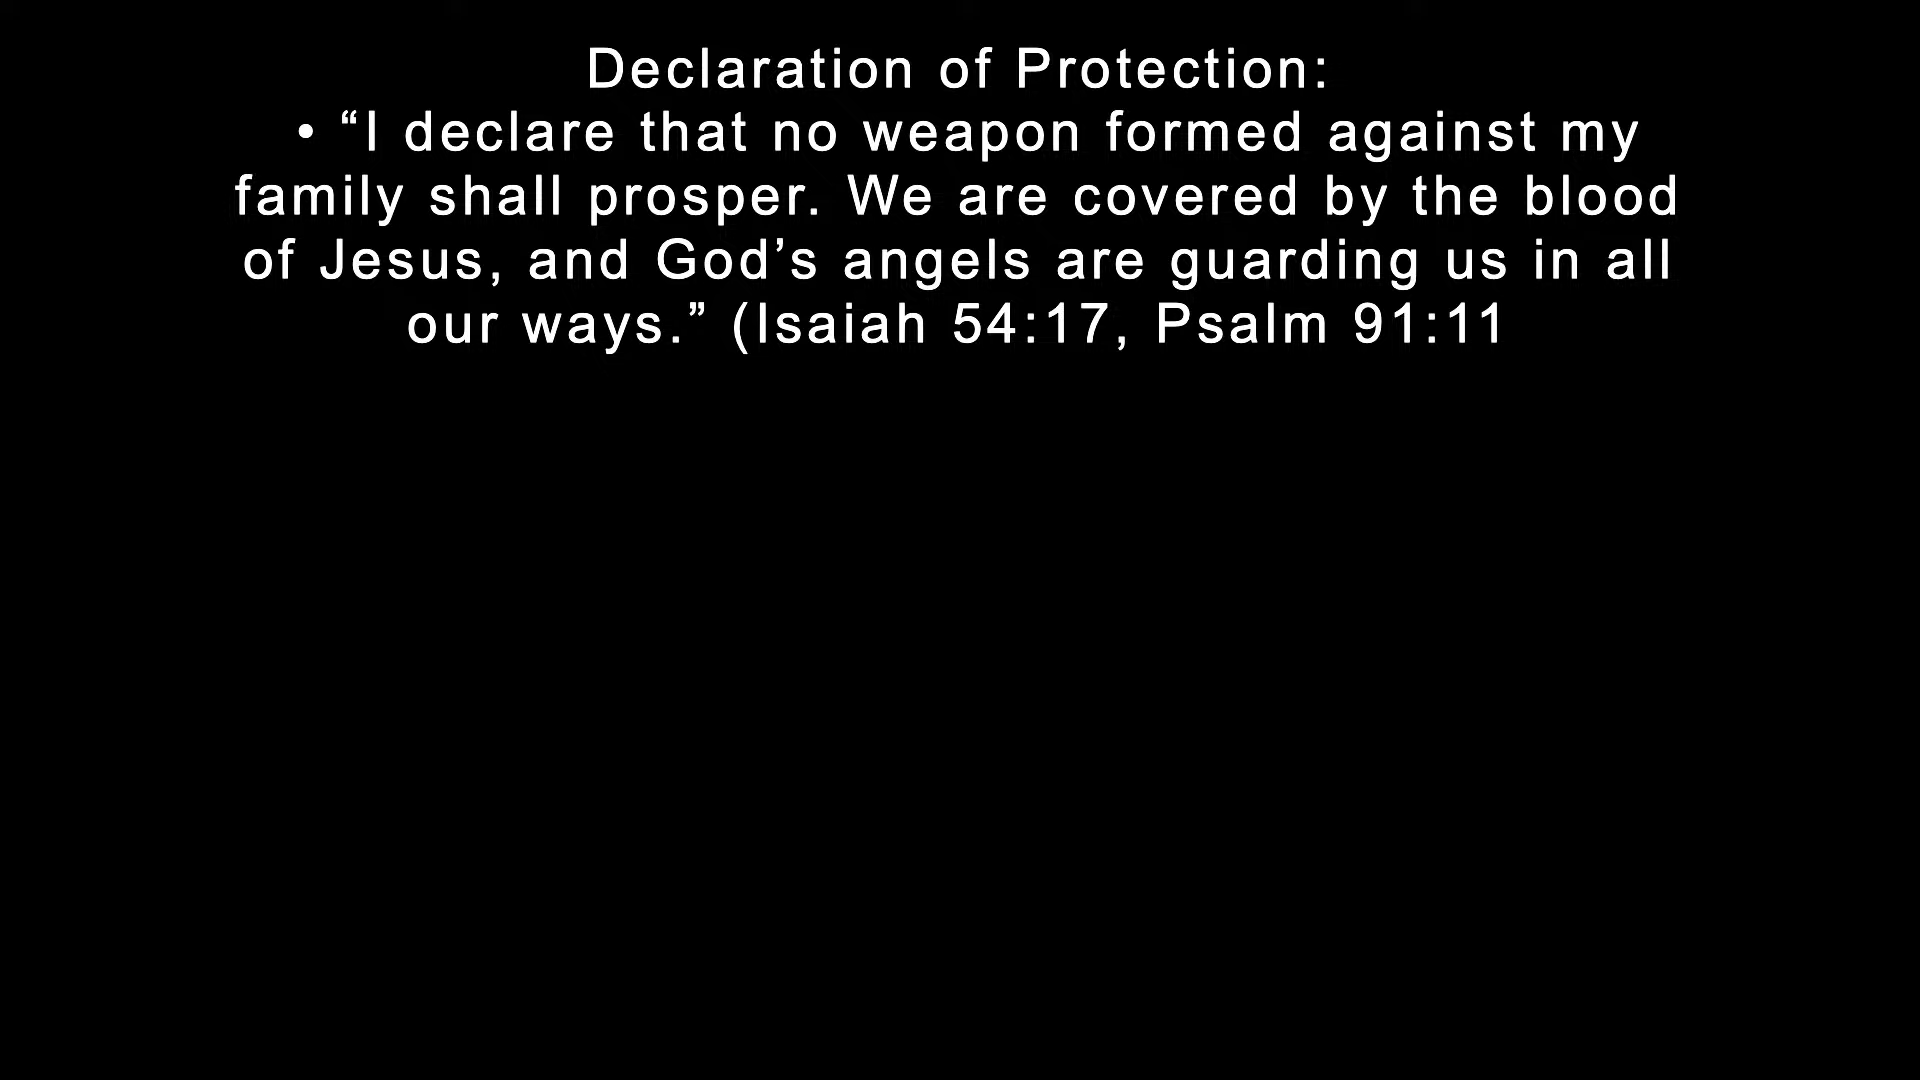 Declaration of Protection:
• “I declare that no weapon formed against my
family shall prosper. We are covered by the blood
of Jesus, and God’s angels are guarding us in all
our ways.” (Isaiah 54:17, Psalm 91:11